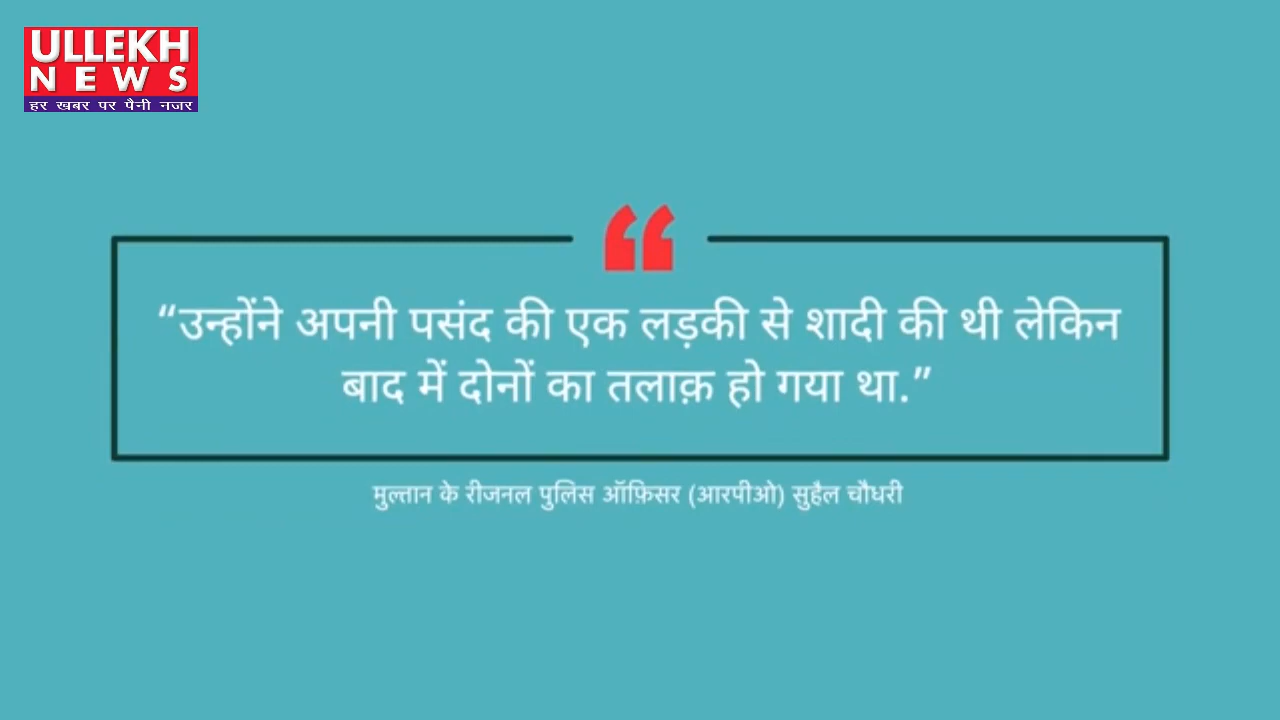 ULLEKH
NEWS
हर खबर पर पैनी नजर
“उन्होंने अपनी पसंद की एक लड़की से शादी की थी लेकिन
बाद में दोनों का तलाक़ हो गया था.”
मुल्तान के रीजनल पुलिस ऑफ़िसर (आरपीओ) सुहैल चौधरी